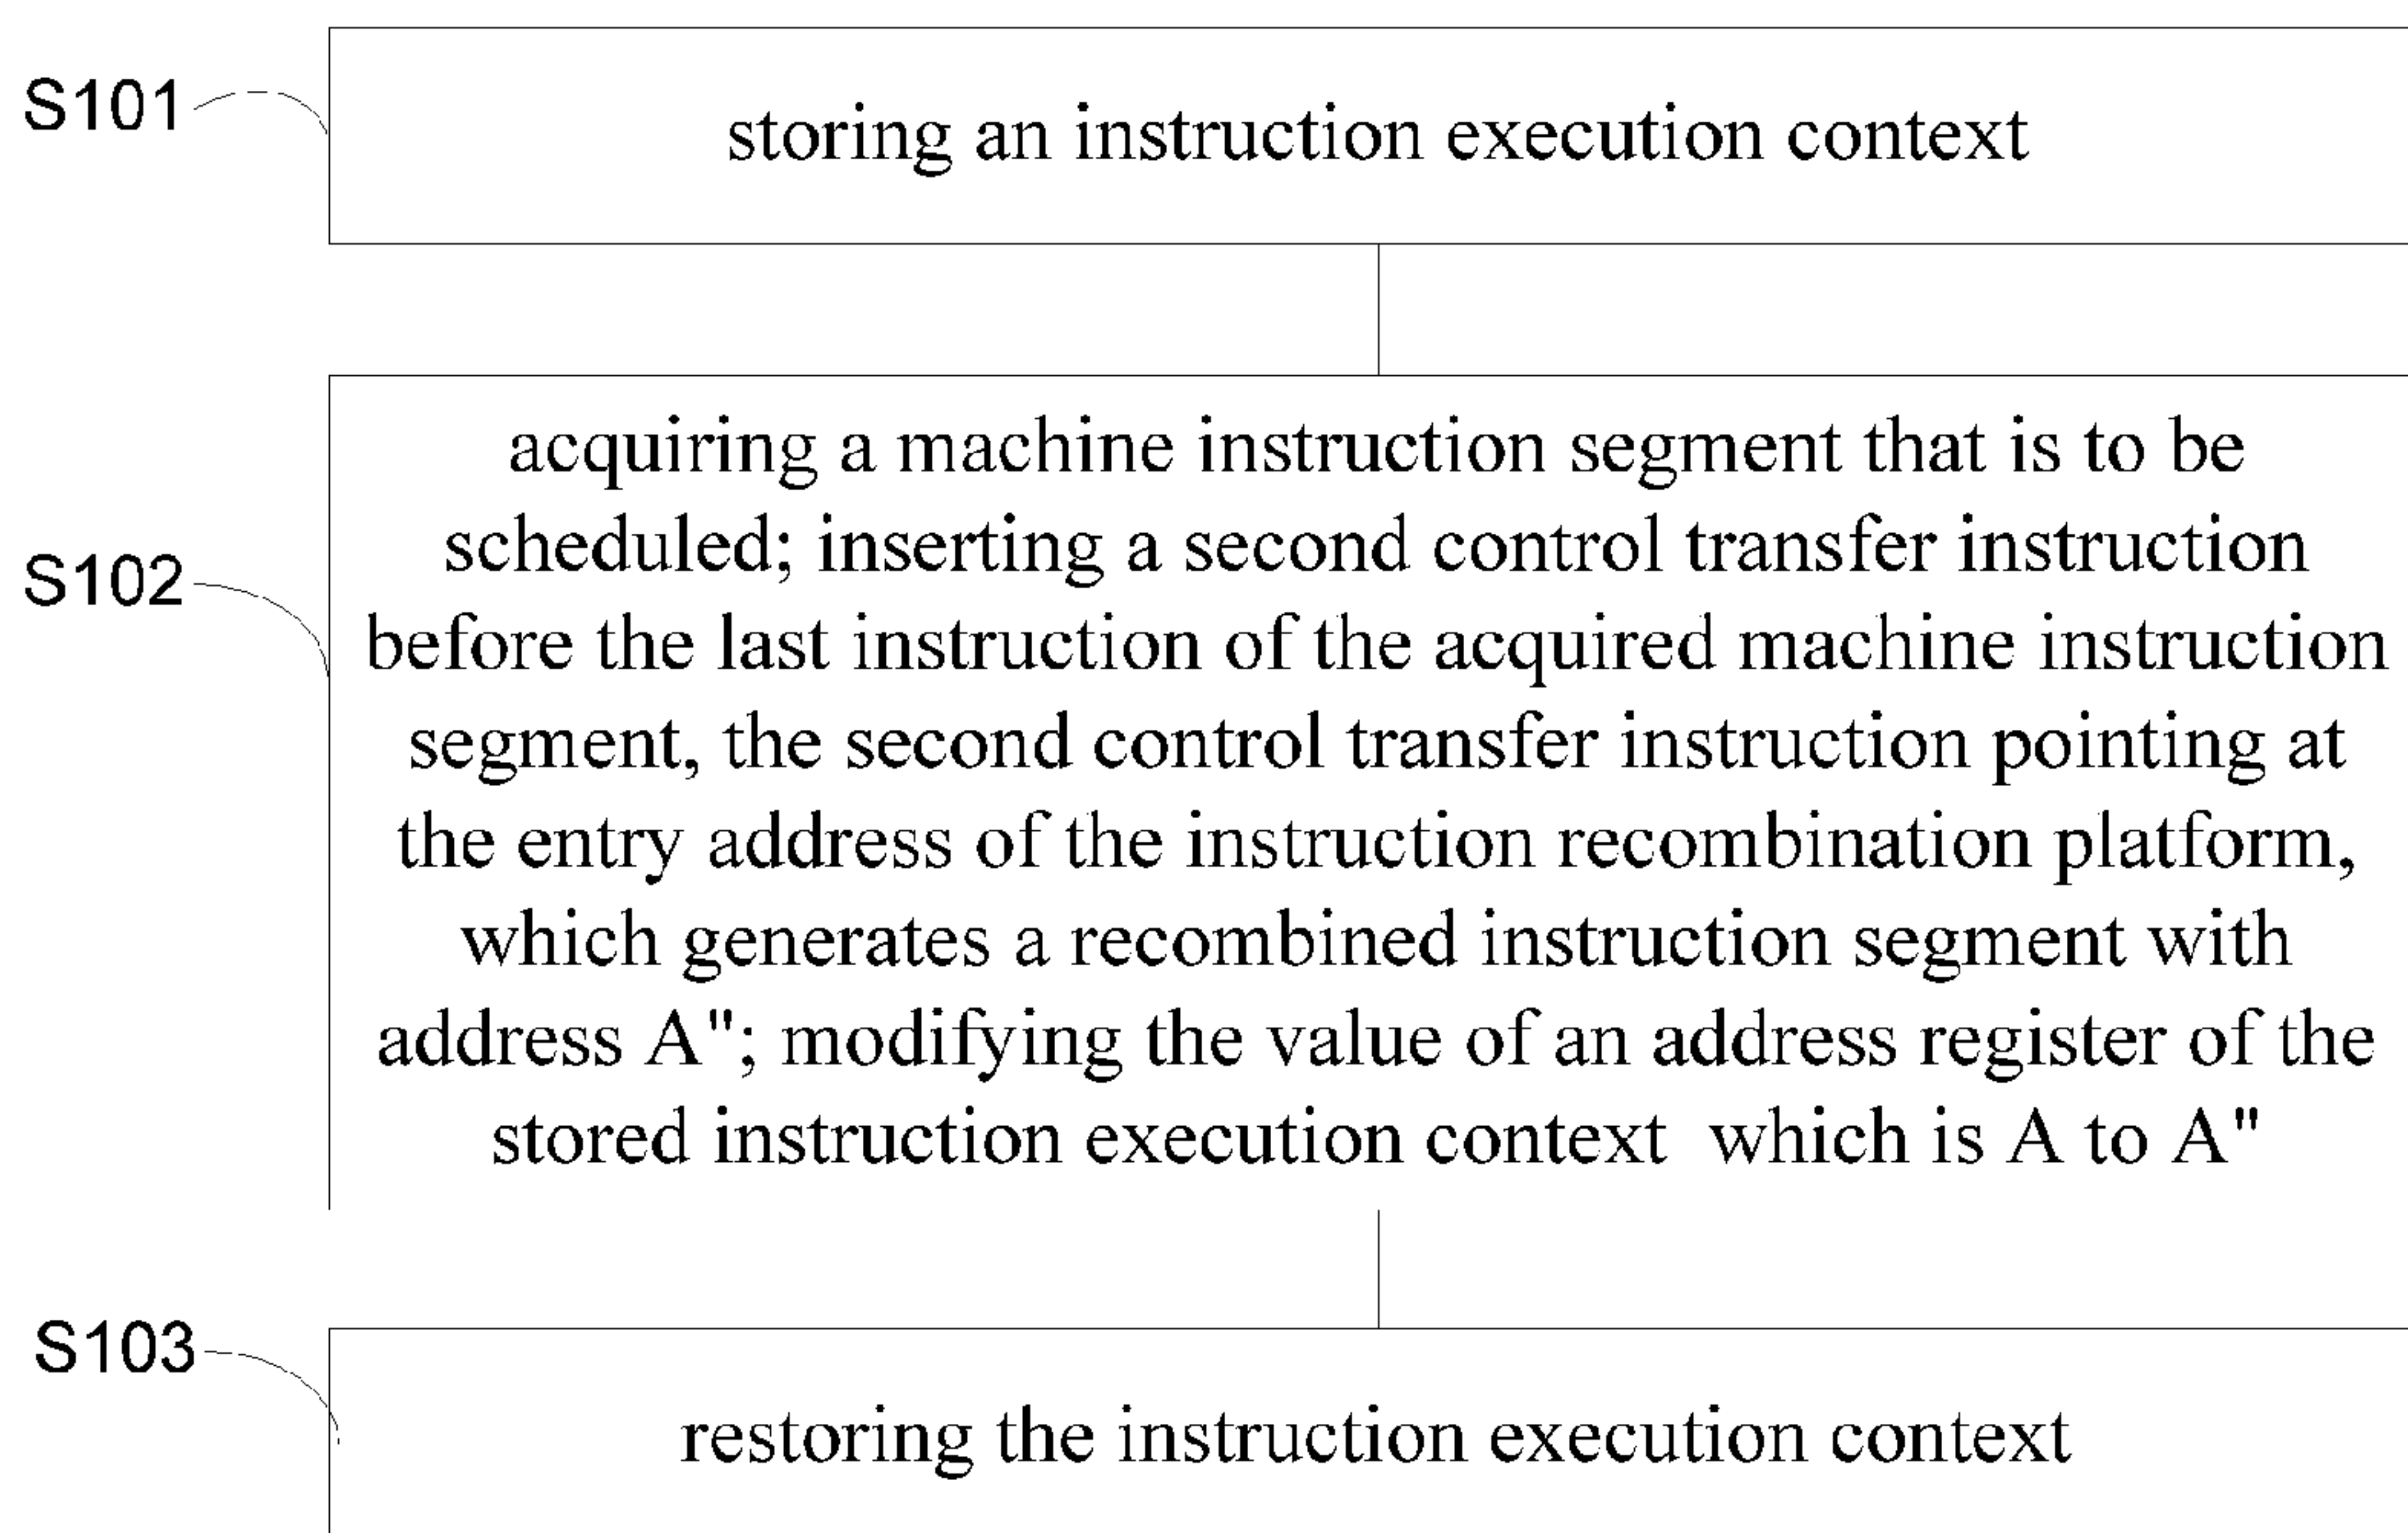 S101
storing an instruction execution context
S102
acquiring a machine instruction segment that is to be
scheduled; inserting a second control transfer instruction
before the last instruction of the acquired machine instruction
segment, the second control transfer instruction pointing at
the entry address of the instruction recombination platform,
which generates a recombined instruction segment with
address A"; modifying the value of an address register of the
stored instruction execution context which is A to A"
S103
restoring the instruction execution context